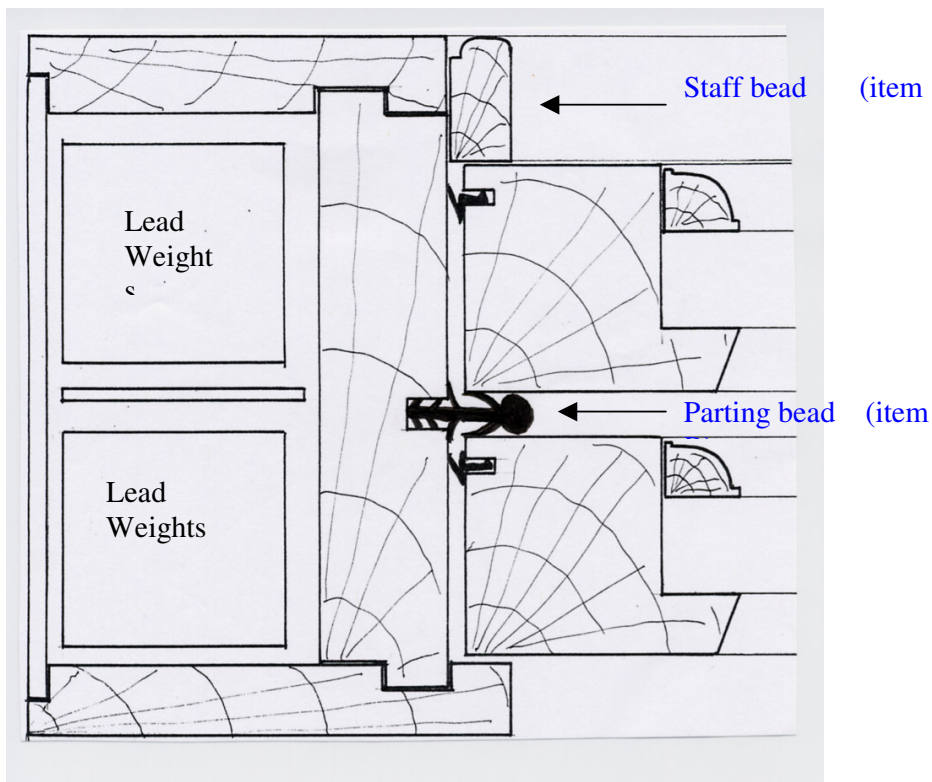 Staff bead (item
Lead
Weight
s
Parting bead (item
Lead
Weights